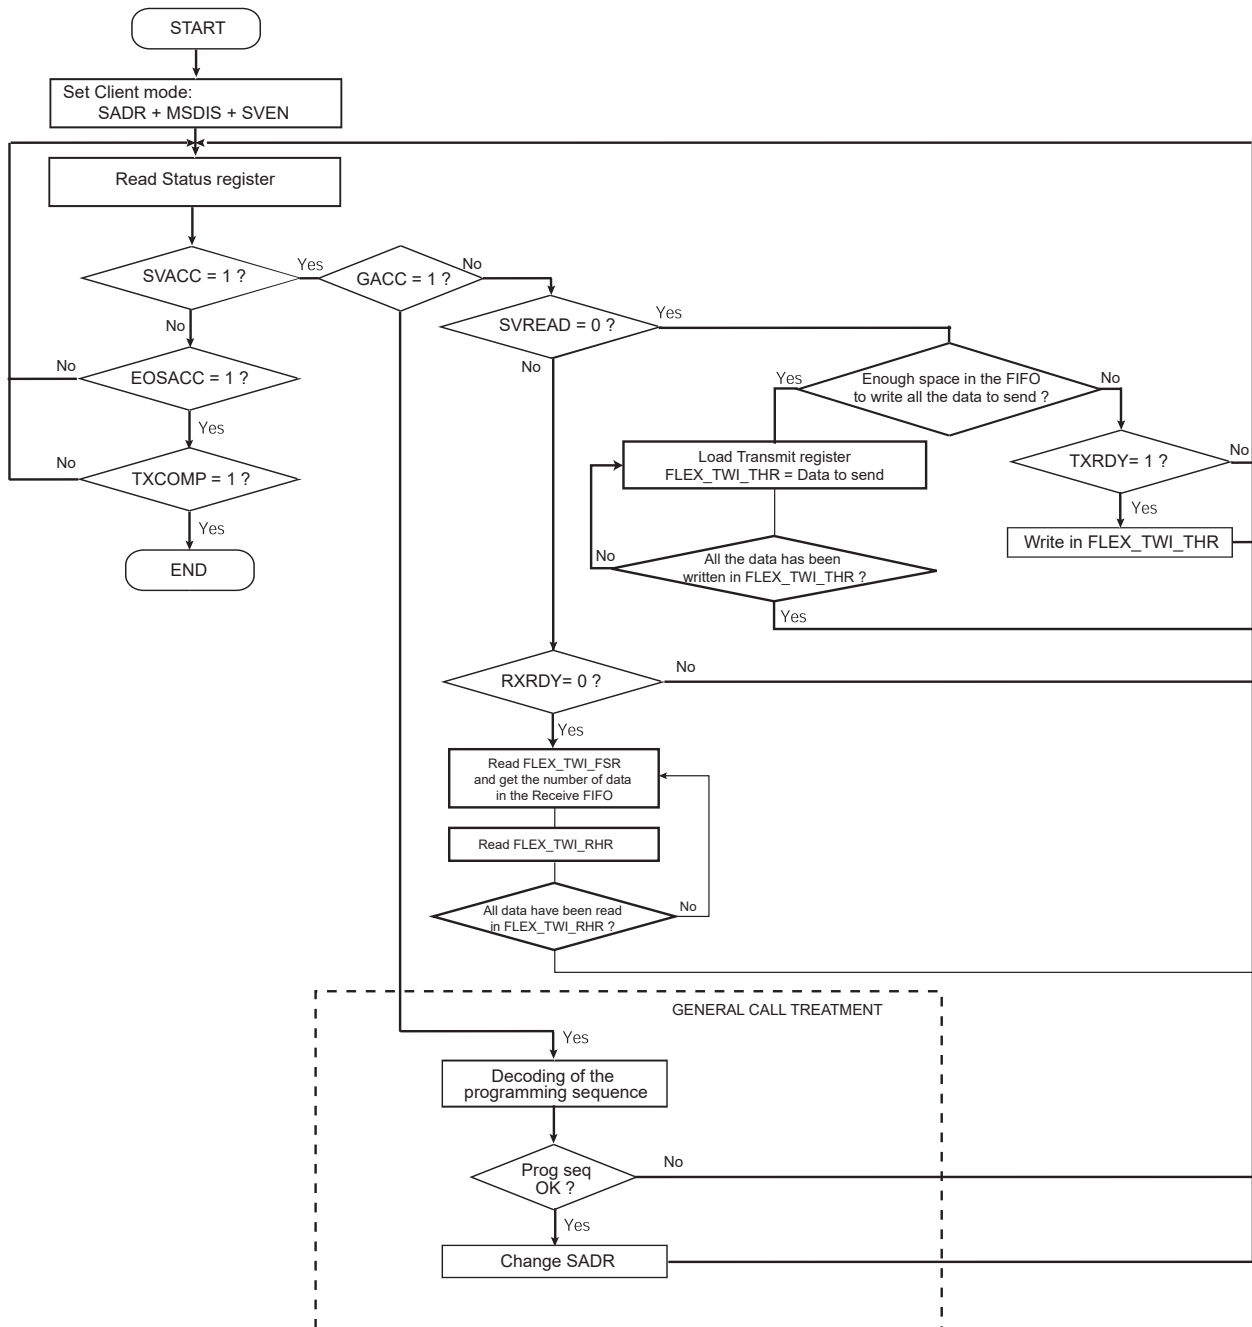 START
Set Client mode:
SADR + MSDIS + SVEN
Read Status register
SVACC = 1 ?
Yes
GACC = 1 ?
No
SVREAD = 0 ?
Yes
No
No
EOSACC = 1 ?
No
Yes
Enough space in the FIFO
to write all the data to send ?
Yes
No
Load Transmit register
FLEX_TWI_THR = Data to send
TXRDY= 1 ?
No
Yes
Write in FLEX_TWI_THR
No
TXCOMP = 1 ?
Yes
END
No
All the data has been
written in FLEX_TWI_THR ?
Yes
RXRDY= 0 ?
No
Yes
Read FLEX_TWI_FSR
and get the number of data
in the Receive FIFO
Read FLEX_TWI_RHR
All data have been read
in FLEX_TWI_RHR ?
No
GENERAL CALL TREATMENT
Yes
Decoding of the
programming sequence
Prog seq
OK ?
No
Yes
Change SADR